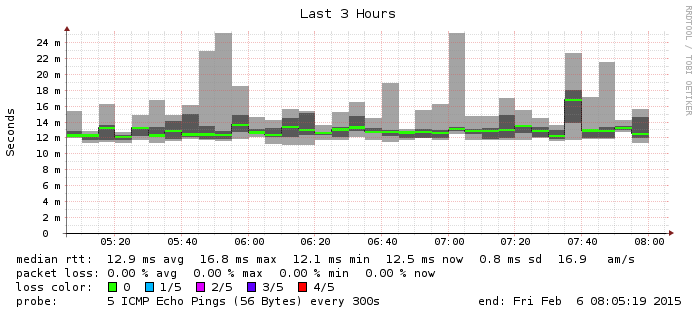 Last 3 Hours
RRDTOOL / TOBI OETIKER
Seconds
24 m
22 m
20 m
18 m
16 m
14 m
12 m
10 m
8 m
6 m
4 m
2 m
0
05:20 05:40 06:00 06:20 06:40 07:00 07:20 07:40 08:00
median rtt: 12.9 ms avg 16.8 ms max 12.1 ms min 12.5 ms now 0.8 ms sd 16.9 am/s
packet loss: 0.00 % avg 0.00 % max 0.00 % min 0.00 % now
loss color: 0 1/5 2/5 3/5 4/5
probe: 5 ICMP Echo Pings (56 Bytes) every 300s end: Fri Feb 6 08:05:19 2015